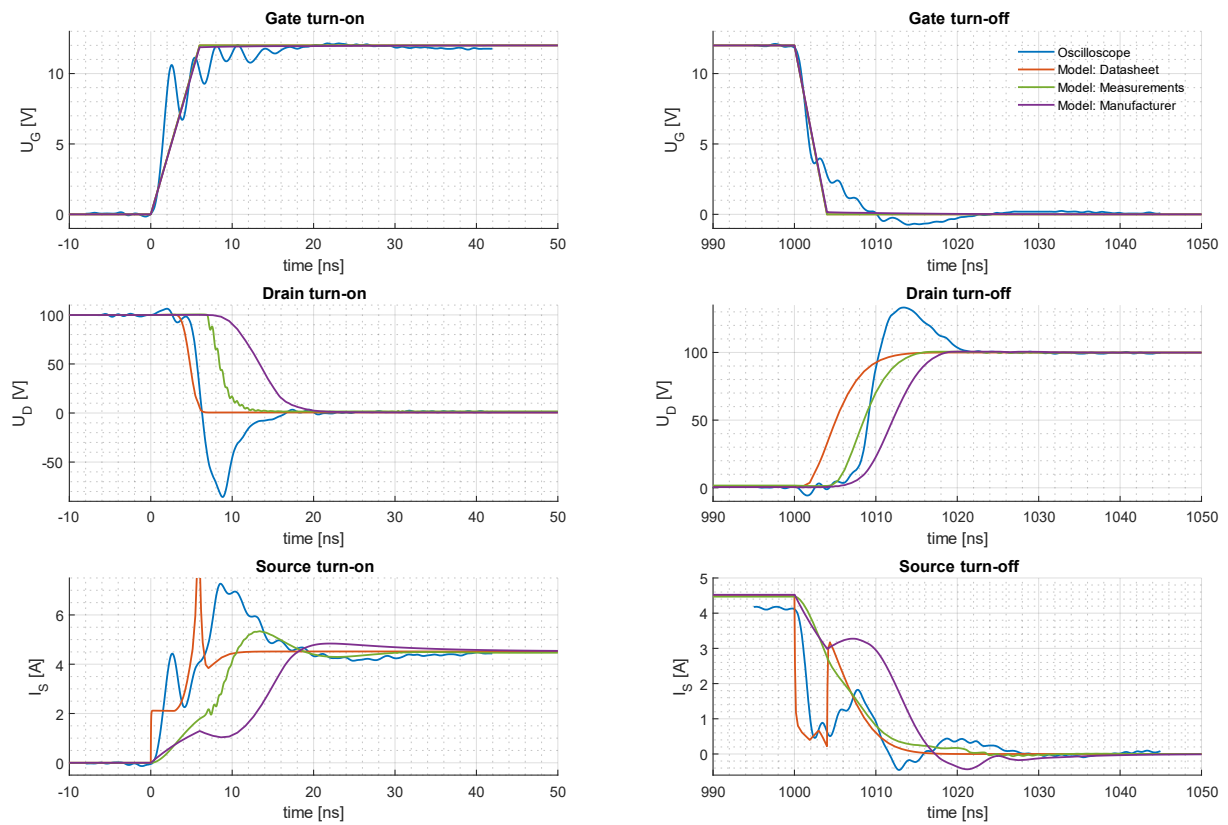 Gate turn-on
U_G [V]
10
5
0
-10 0 10 20 30 40 50
time [ns]
Gate turn-off
Oscilloscope
Model: Datasheet
Model: Measurements
Model: Manufacturer
U_G [V]
10
5
0
990 1000 1010 1020 1030 1040 1050
time [ns]
Drain turn-on
U_D [V]
100
50
0
-50
-10 0 10 20 30 40 50
time [ns]
Drain turn-off
U_D [V]
100
50
0
990 1000 1010 1020 1030 1040 1050
time [ns]
Source turn-on
I_S [A]
6
4
2
0
-10 0 10 20 30 40 50
time [ns]
Source turn-off
I_S [A]
5
4
3
2
1
0
990 1000 1010 1020 1030 1040 1050
time [ns]